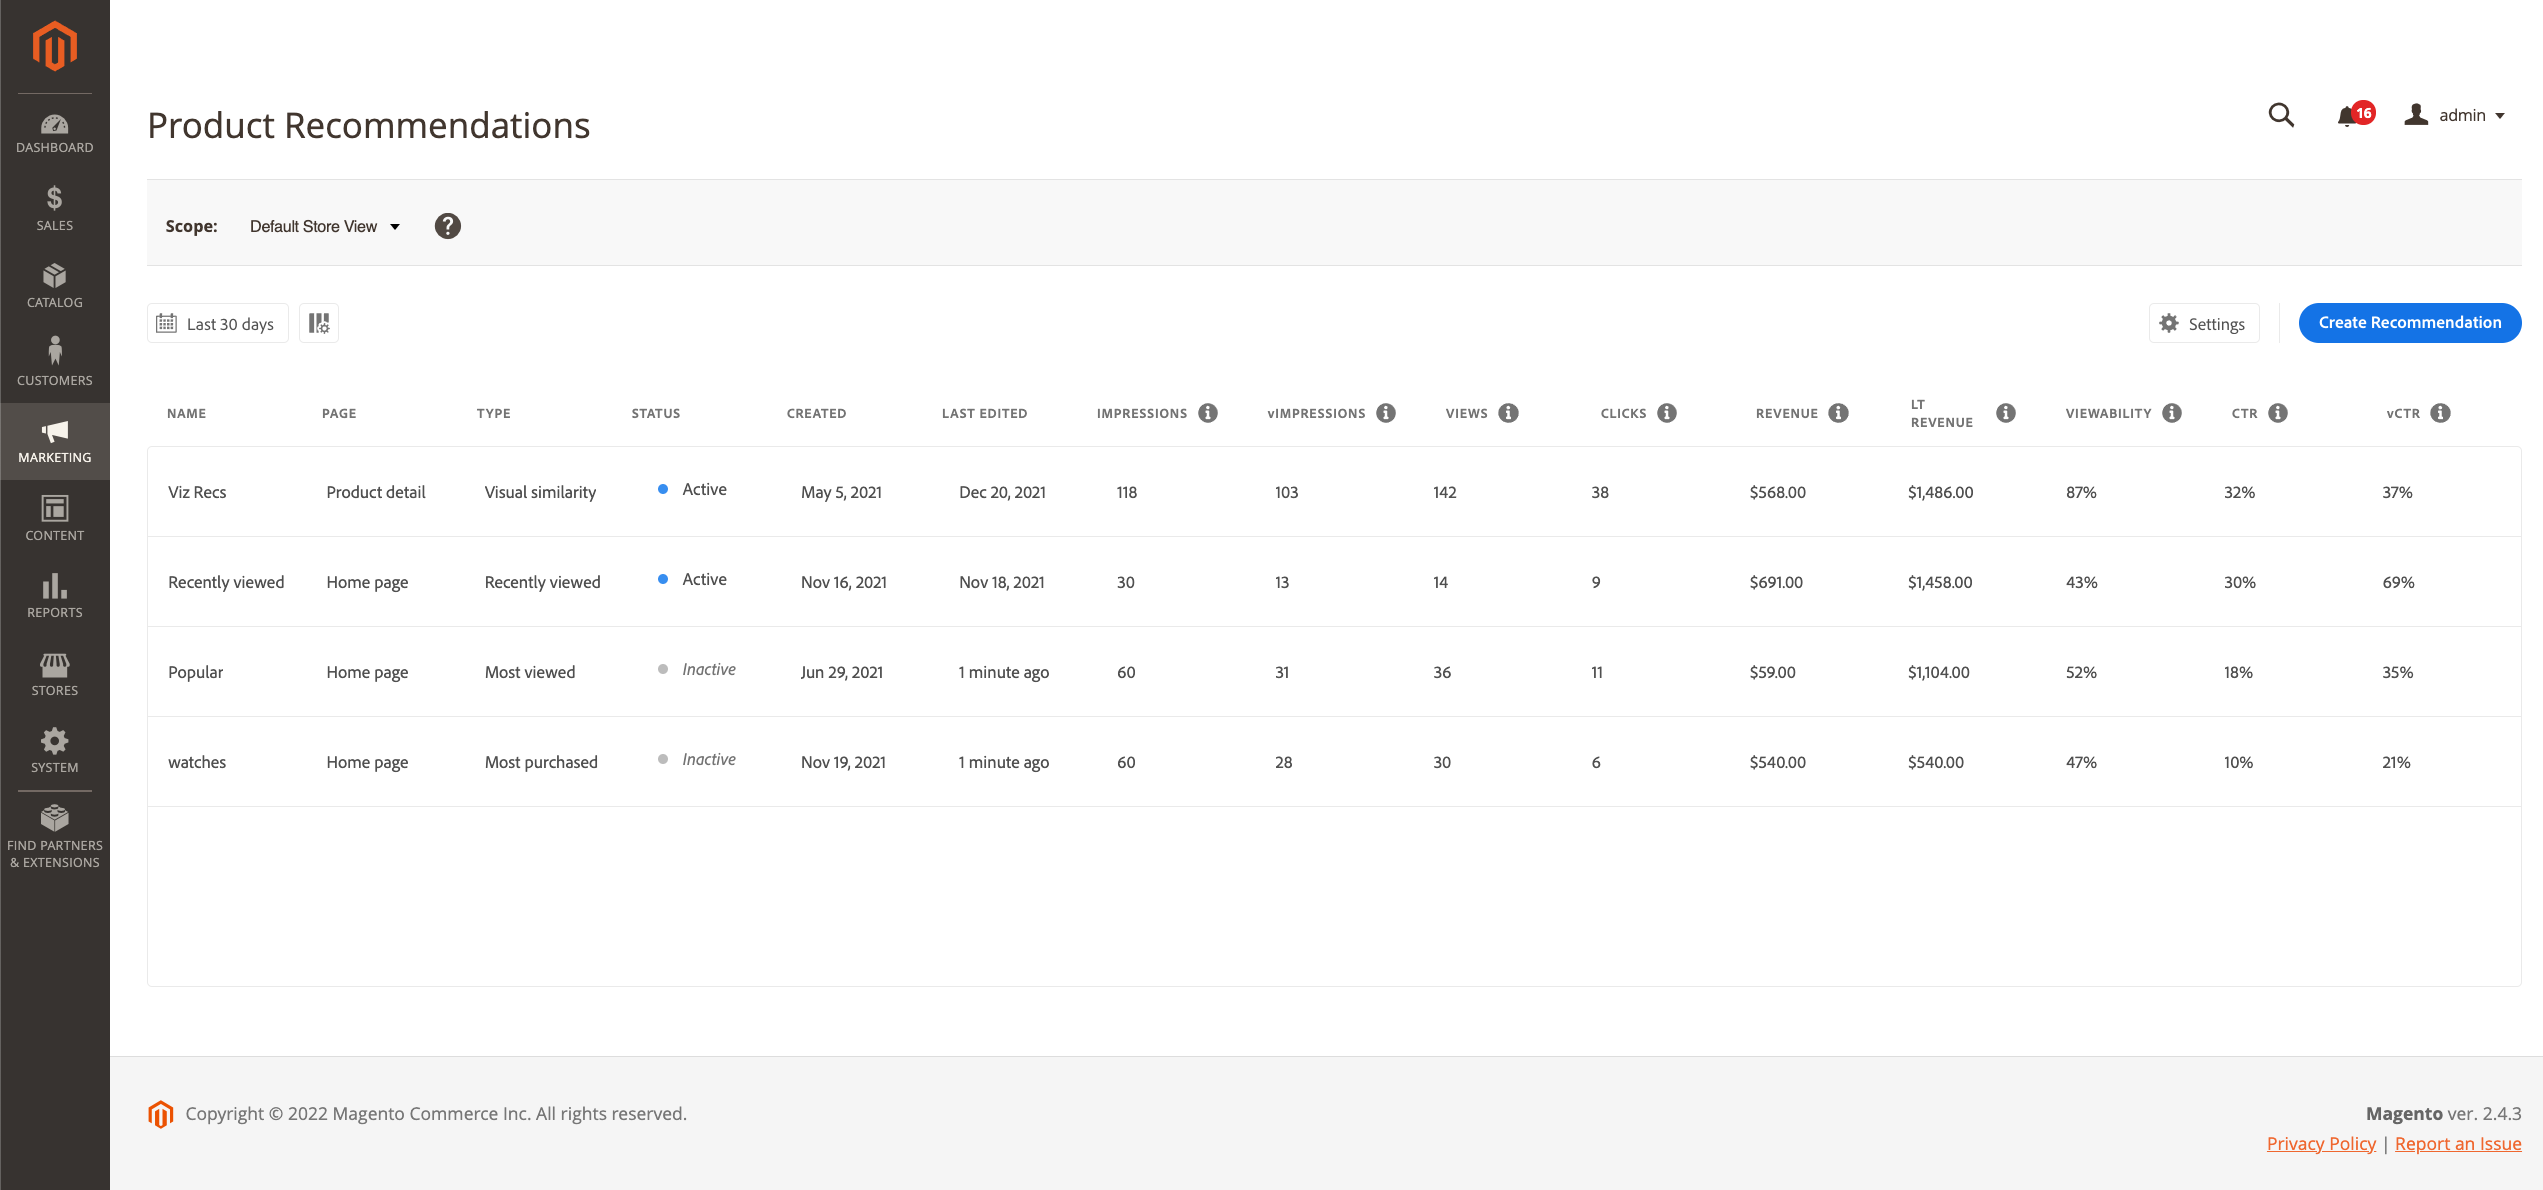 DASHBOARD
SALES
CATALOG
CUSTOMERS
MARKETING
CONTENT
REPORTS
STORES
SYSTEM
FIND PARTNERS
& EXTENSIONS
Product Recommendations
16
admin
Scope: Default Store View ?
Last 30 days
Settings
Create Recommendation
NAME PAGE TYPE STATUS CREATED LAST EDITED IMPRESSIONS vIMPRESSIONS VIEWS CLICKS REVENUE LT REVENUE VIEWABILITY CTR vCTR
Viz Recs Product detail Visual similarity Active May 5, 2021 Dec 20, 2021 118 103 142 38 $568.00 $1,486.00 87% 32% 37%
Recently viewed Home page Recently viewed Active Nov 16, 2021 Nov 18, 2021 30 13 14 9 $691.00 $1,458.00 43% 30% 69%
Popular Home page Most viewed Inactive Jun 29, 2021 1 minute ago 60 31 36 11 $59.00 $1,104.00 52% 18% 35%
watches Home page Most purchased Inactive Nov 19, 2021 1 minute ago 60 28 30 6 $540.00 $540.00 47% 10% 21%
Copyright © 2022 Magento Commerce Inc. All rights reserved.
Magento ver. 2.4.3
Privacy Policy | Report an Issue